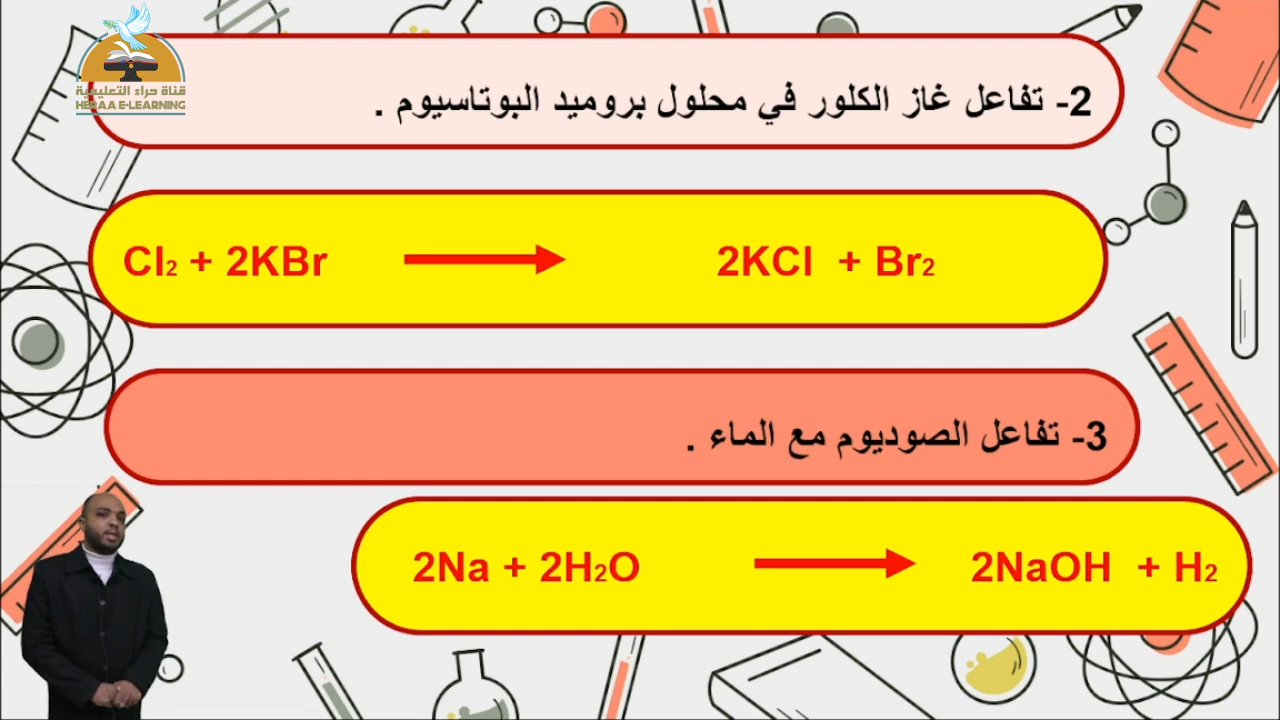 قناة حراء التعليمية
HERAA E-LEARNING
2- تفاعل غاز الكلور في محلول بروميد البوتاسيوم .
Cl₂ + 2KBr ⟶ 2KCl + Br₂
3- تفاعل الصوديوم مع الماء .
2Na + 2H₂O ⟶ 2NaOH + H₂